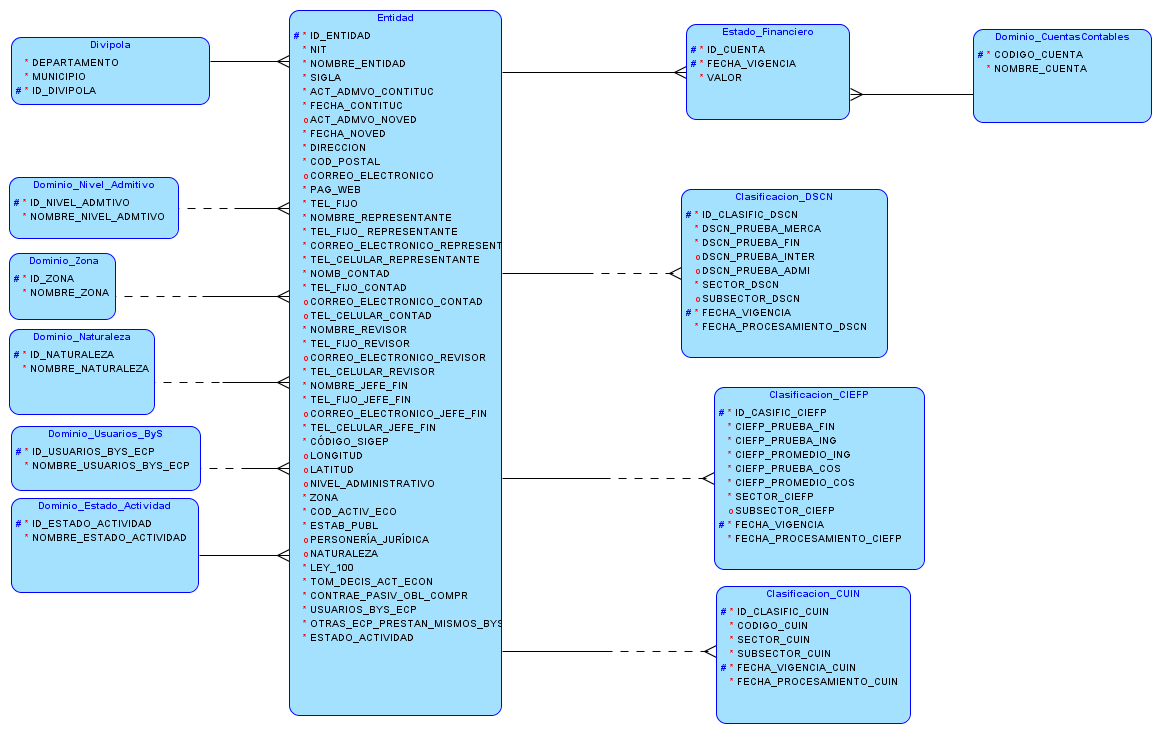 Divipola
* DEPARTAMENTO
* MUNICIPIO
# * ID_DIVIPOLA
Dominio_Nivel_Admitivo
# * ID_NIVEL_ADMTIVO
* NOMBRE_NIVEL_ADMTIVO
Dominio_Zona
# * ID_ZONA
* NOMBRE_ZONA
Dominio_Naturaleza
# * ID_NATURALEZA
* NOMBRE_NATURALEZA
Dominio_Usuarios_ByS
# * ID_USUARIOS_BYS_ECP
* NOMBRE_USUARIOS_BYS_ECP
Dominio_Estado_Actividad
# * ID_ESTADO_ACTIVIDAD
* NOMBRE_ESTADO_ACTIVIDAD
Entidad
# * ID_ENTIDAD
* NIT
* NOMBRE_ENTIDAD
* SIGLA
* ACT_ADMVO_CONTITUC
* FECHA_CONTITUC
o ACT_ADMVO_NOVED
* FECHA_NOVED
* DIRECCION
* COD_POSTAL
o CORREO_ELECTRONICO
* PAG_WEB
* TEL_FIJO
* NOMBRE_REPRESENTANTE
* TEL_FIJO_ REPRESENTANTE
* CORREO_ELECTRONICO_REPRESENT
* TEL_CELULAR_REPRESENTANTE
* NOMB_CONTAD
* TEL_FIJO_CONTAD
o CORREO_ELECTRONICO_CONTAD
o TEL_CELULAR_CONTAD
* NOMBRE_REVISOR
* TEL_FIJO_REVISOR
o CORREO_ELECTRONICO_REVISOR
* TEL_CELULAR_REVISOR
* NOMBRE_JEFE_FIN
* TEL_FIJO_JEFE_FIN
o CORREO_ELECTRONICO_JEFE_FIN
* TEL_CELULAR_JEFE_FIN
* CÓDIGO_SIGEP
o LONGITUD
o LATITUD
o NIVEL_ADMINISTRATIVO
* ZONA
* COD_ACTIV_ECO
* ESTAB_PUBL
o PERSONERÍA_JURÍDICA
o NATURALEZA
* LEY_100
* TOM_DECIS_ACT_ECON
* CONTRAE_PASIV_OBL_COMPR
* USUARIOS_BYS_ECP
* OTRAS_ECP_PRESTAN_MISMOS_BYS
* ESTADO_ACTIVIDAD
Estado_Financiero
# * ID_CUENTA
# * FECHA_VIGENCIA
* VALOR
Dominio_CuentasContables
# * CODIGO_CUENTA
* NOMBRE_CUENTA
Clasificacion_DSCN
# * ID_CLASIFIC_DSCN
* DSCN_PRUEBA_MERCA
* DSCN_PRUEBA_FIN
o DSCN_PRUEBA_INTER
o DSCN_PRUEBA_ADMI
* SECTOR_DSCN
o SUBSECTOR_DSCN
# * FECHA_VIGENCIA
* FECHA_PROCESAMIENTO_DSCN
Clasificacion_CIEFP
# * ID_CASIFIC_CIEFP
* CIEFP_PRUEBA_FIN
* CIEFP_PRUEBA_ING
* CIEFP_PROMEDIO_ING
* CIEFP_PRUEBA_COS
* CIEFP_PROMEDIO_COS
* SECTOR_CIEFP
o SUBSECTOR_CIEFP
# * FECHA_VIGENCIA
* FECHA_PROCESAMIENTO_CIEFP
Clasificacion_CUIN
# * ID_CLASIFIC_CUIN
* CODIGO_CUIN
* SECTOR_CUIN
* SUBSECTOR_CUIN
# * FECHA_VIGENCIA_CUIN
* FECHA_PROCESAMIENTO_CUIN